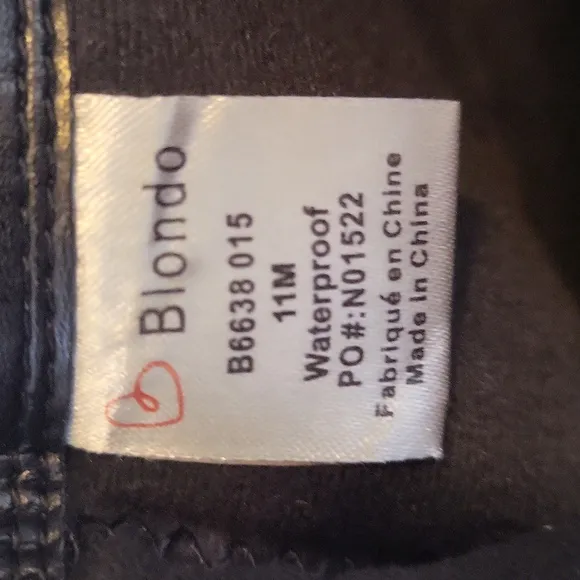 Blondo
B6638 015
11M
Waterproof
PO#:N01522
Fabriqué en Chine
Made in China